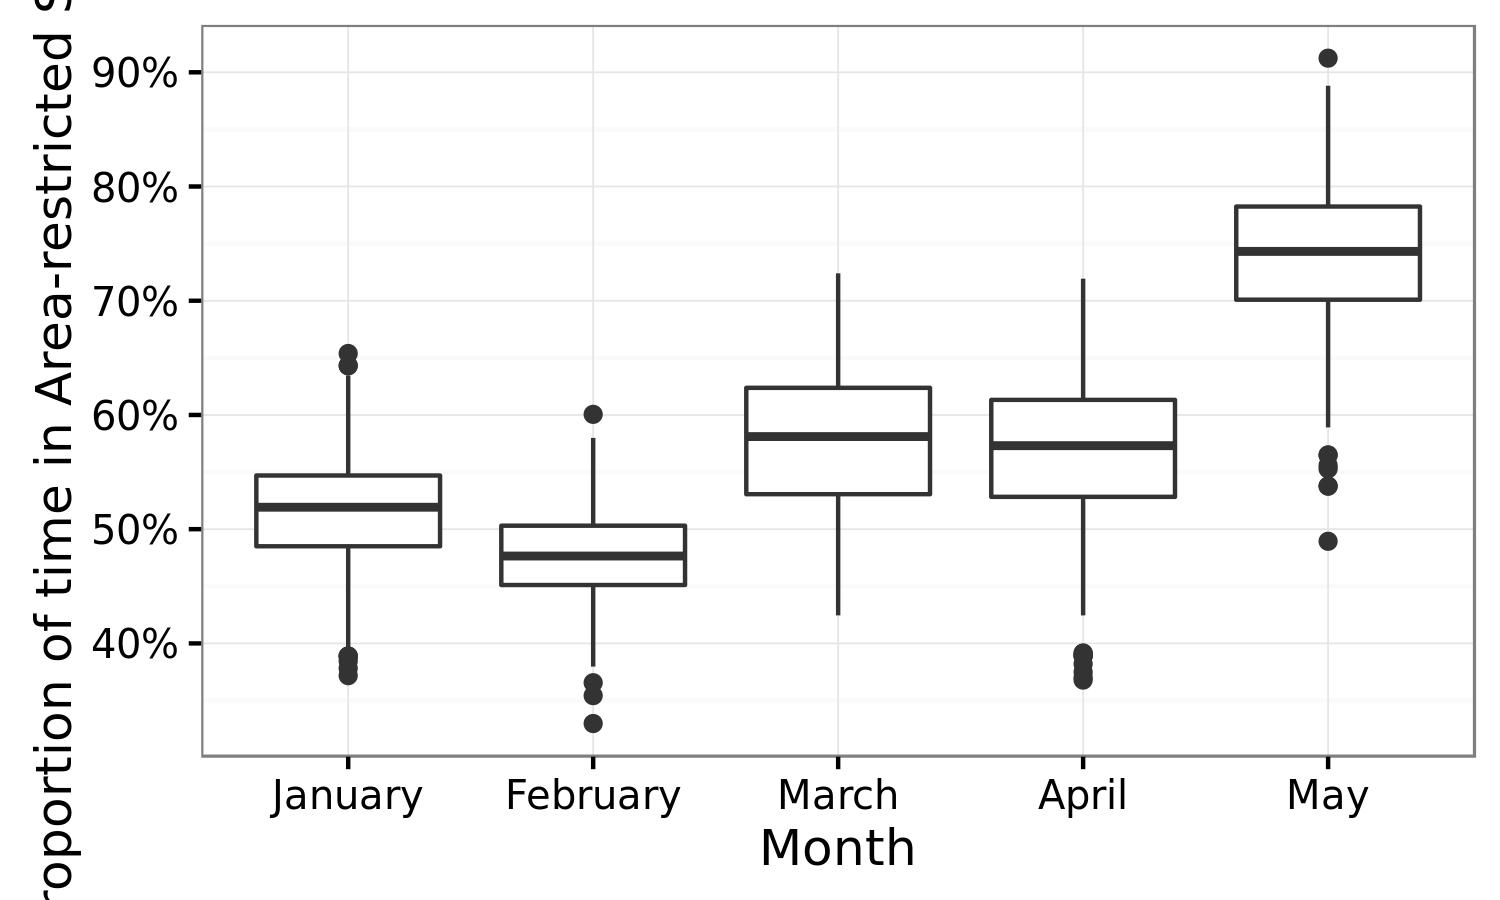 roportion of time in Area-restricted
90%
80%
70%
60%
50%
40%
January February March April May
Month